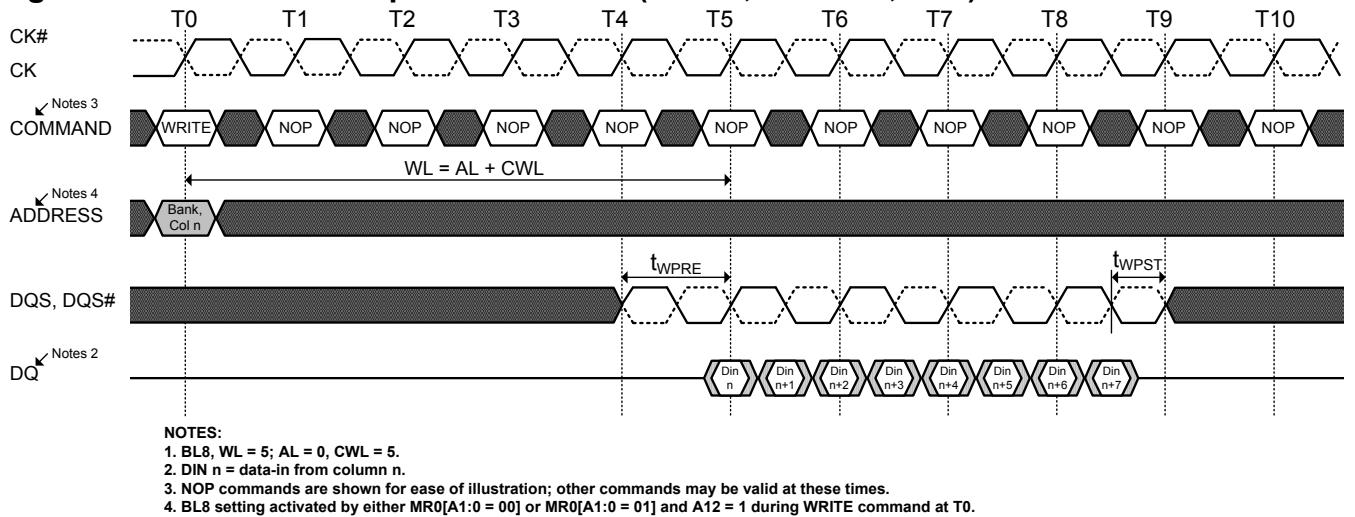 T0 T1 T2 T3 T4 T5 T6 T7 T8 T9 T10
CK#
CK
Notes 3
COMMAND
WRITE NOP NOP NOP NOP NOP NOP NOP NOP NOP NOP
WL = AL + CWL
Notes 4
ADDRESS
Bank,
Col n
tWPRE
tWPST
DQS, DQS#
Notes 2
DQ
Din Din Din Din Din Din Din Din
n n+1 n+2 n+3 n+4 n+5 n+6 n+7
NOTES:
1. BL8, WL = 5; AL = 0, CWL = 5.
2. DIN n = data-in from column n.
3. NOP commands are shown for ease of illustration; other commands may be valid at these times.
4. BL8 setting activated by either MR0[A1:0 = 00] or MR0[A1:0 = 01] and A12 = 1 during WRITE command at T0.